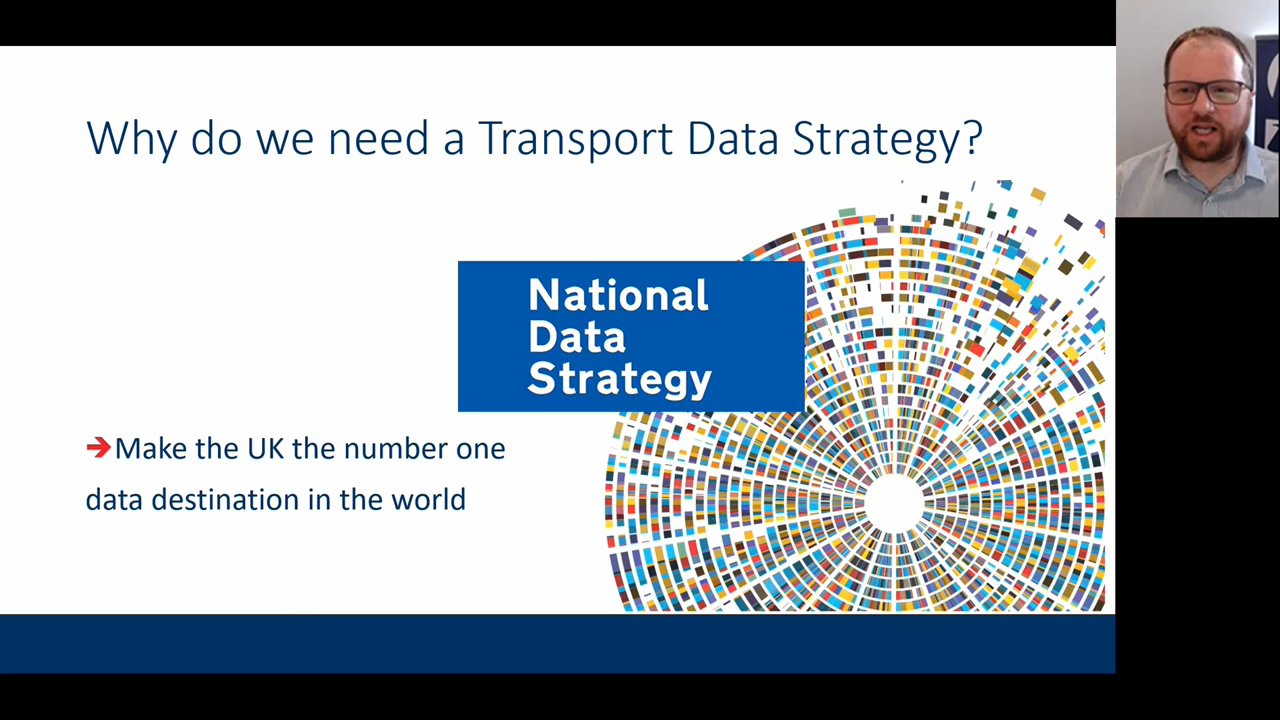 Why do we need a Transport Data Strategy?
National
Data
Strategy
➔Make the UK the number one
data destination in the world